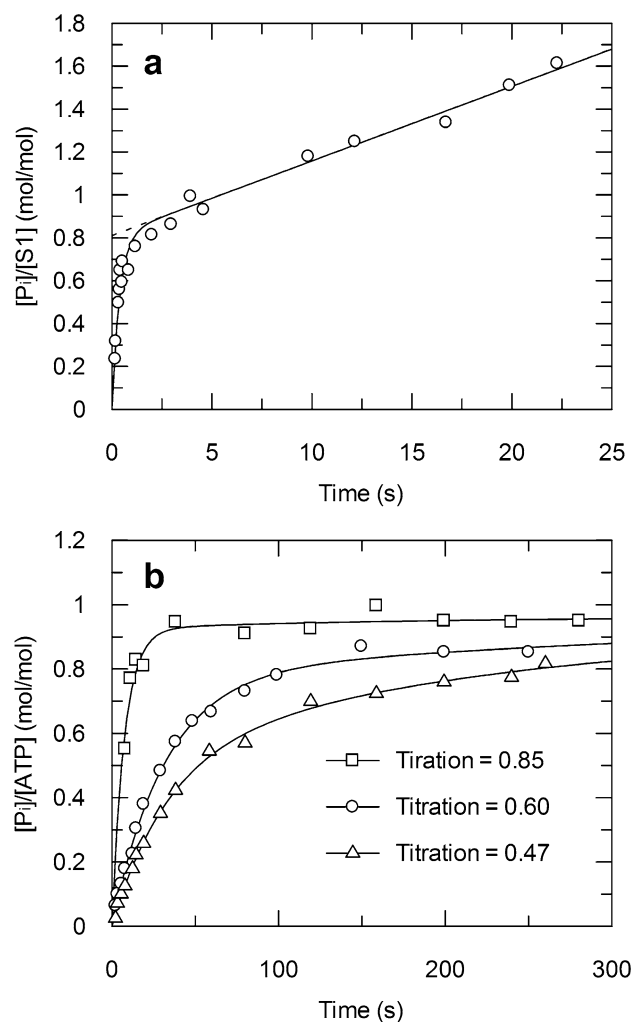 1.8
1.6
1.4
1.2
1
0.8
0.6
0.4
0.2
0
a
[Pi]/[S1] (mol/mol)
0 5 10 15 20 25
Time (s)
1.2
1
0.8
0.6
0.4
0.2
0
b
[Pi]/[ATP] (mol/mol)
Tiration = 0.85
Titration = 0.60
Titration = 0.47
0 100 200 300
Time (s)